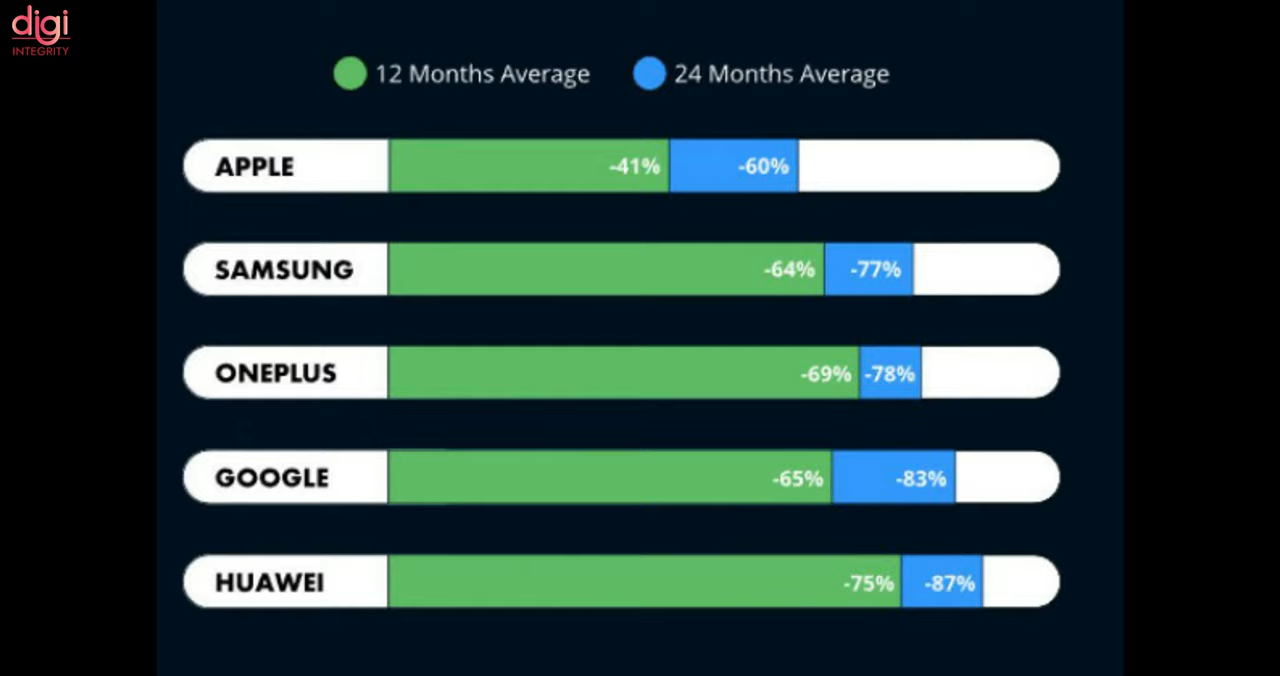 digi
INTEGRITY
12 Months Average 24 Months Average
APPLE -41% -60%
SAMSUNG -64% -77%
ONEPLUS -69% -78%
GOOGLE -65% -83%
HUAWEI -75% -87%